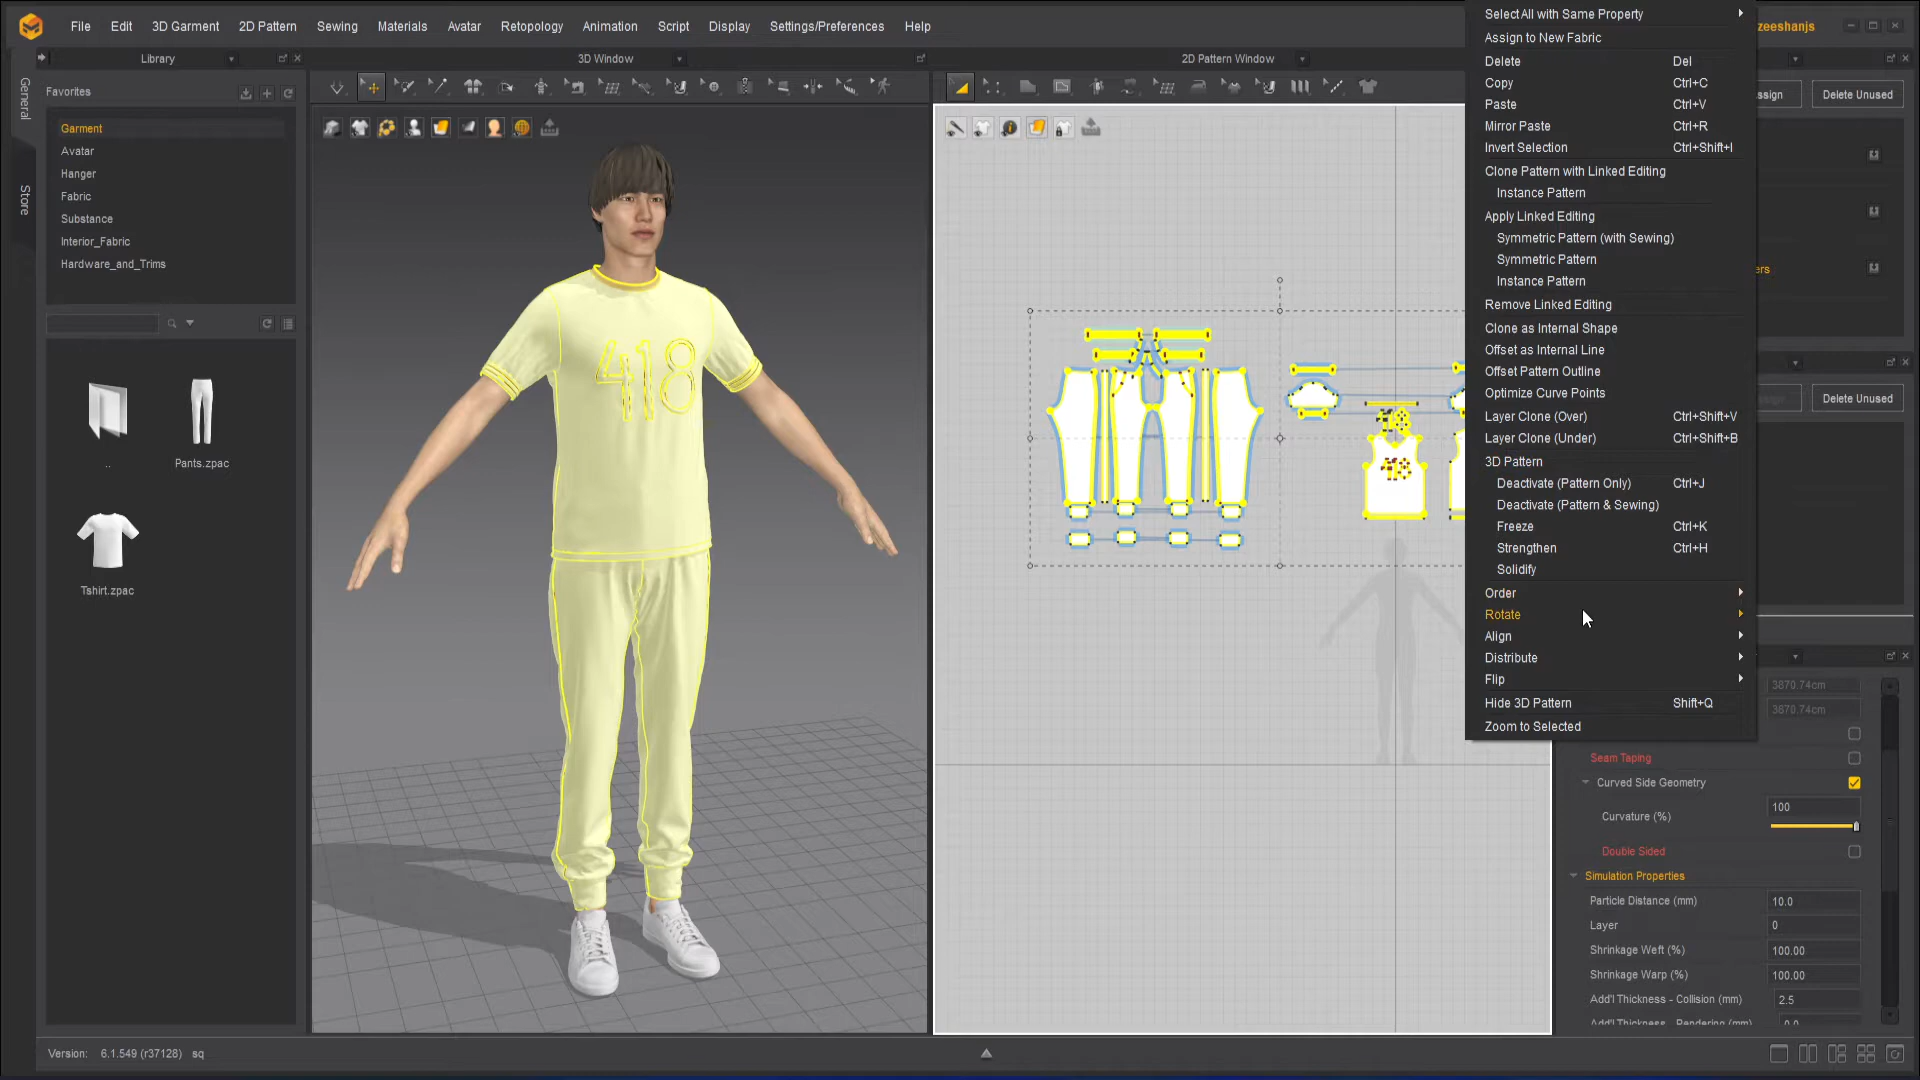 File Edit 3D Garment 2D Pattern Sewing Materials Avatar Retopology Animation Script Display Settings/Preferences Help
zeeshanjs
Library
3D Window
2D Pattern Window
General
Store
Favorites
Garment
Avatar
Hanger
Fabric
Substance
Interior_Fabric
Hardware_and_Trims
..
Pants.zpac
Tshirt.zpac
418
418
Select All with Same Property
Assign to New Fabric
Delete Del
Copy Ctrl+C
Paste Ctrl+V
Mirror Paste Ctrl+R
Invert Selection Ctrl+Shift+I
Clone Pattern with Linked Editing
Instance Pattern
Apply Linked Editing
Symmetric Pattern (with Sewing)
Symmetric Pattern
Instance Pattern
Remove Linked Editing
Clone as Internal Shape
Offset as Internal Line
Offset Pattern Outline
Optimize Curve Points
Layer Clone (Over) Ctrl+Shift+V
Layer Clone (Under) Ctrl+Shift+B
3D Pattern
Deactivate (Pattern Only) Ctrl+J
Deactivate (Pattern & Sewing)
Freeze Ctrl+K
Strengthen Ctrl+H
Solidify
Order
Rotate
Align
Distribute
Flip
Hide 3D Pattern Shift+Q
Zoom to Selected
ssign Delete Unused
ers
Delete Unused
3870.74cm
3870.74cm
Seam Taping
Curved Side Geometry
100
Curvature (%)
Double Sided
Simulation Properties
Particle Distance (mm) 10.0
Layer 0
Shrinkage Weft (%) 100.00
Shrinkage Warp (%) 100.00
Add'l Thickness - Collision (mm) 2.5
Add'l Thickness - Rendering (mm) 0.0
Version: 6.1.549 (r37128) sq